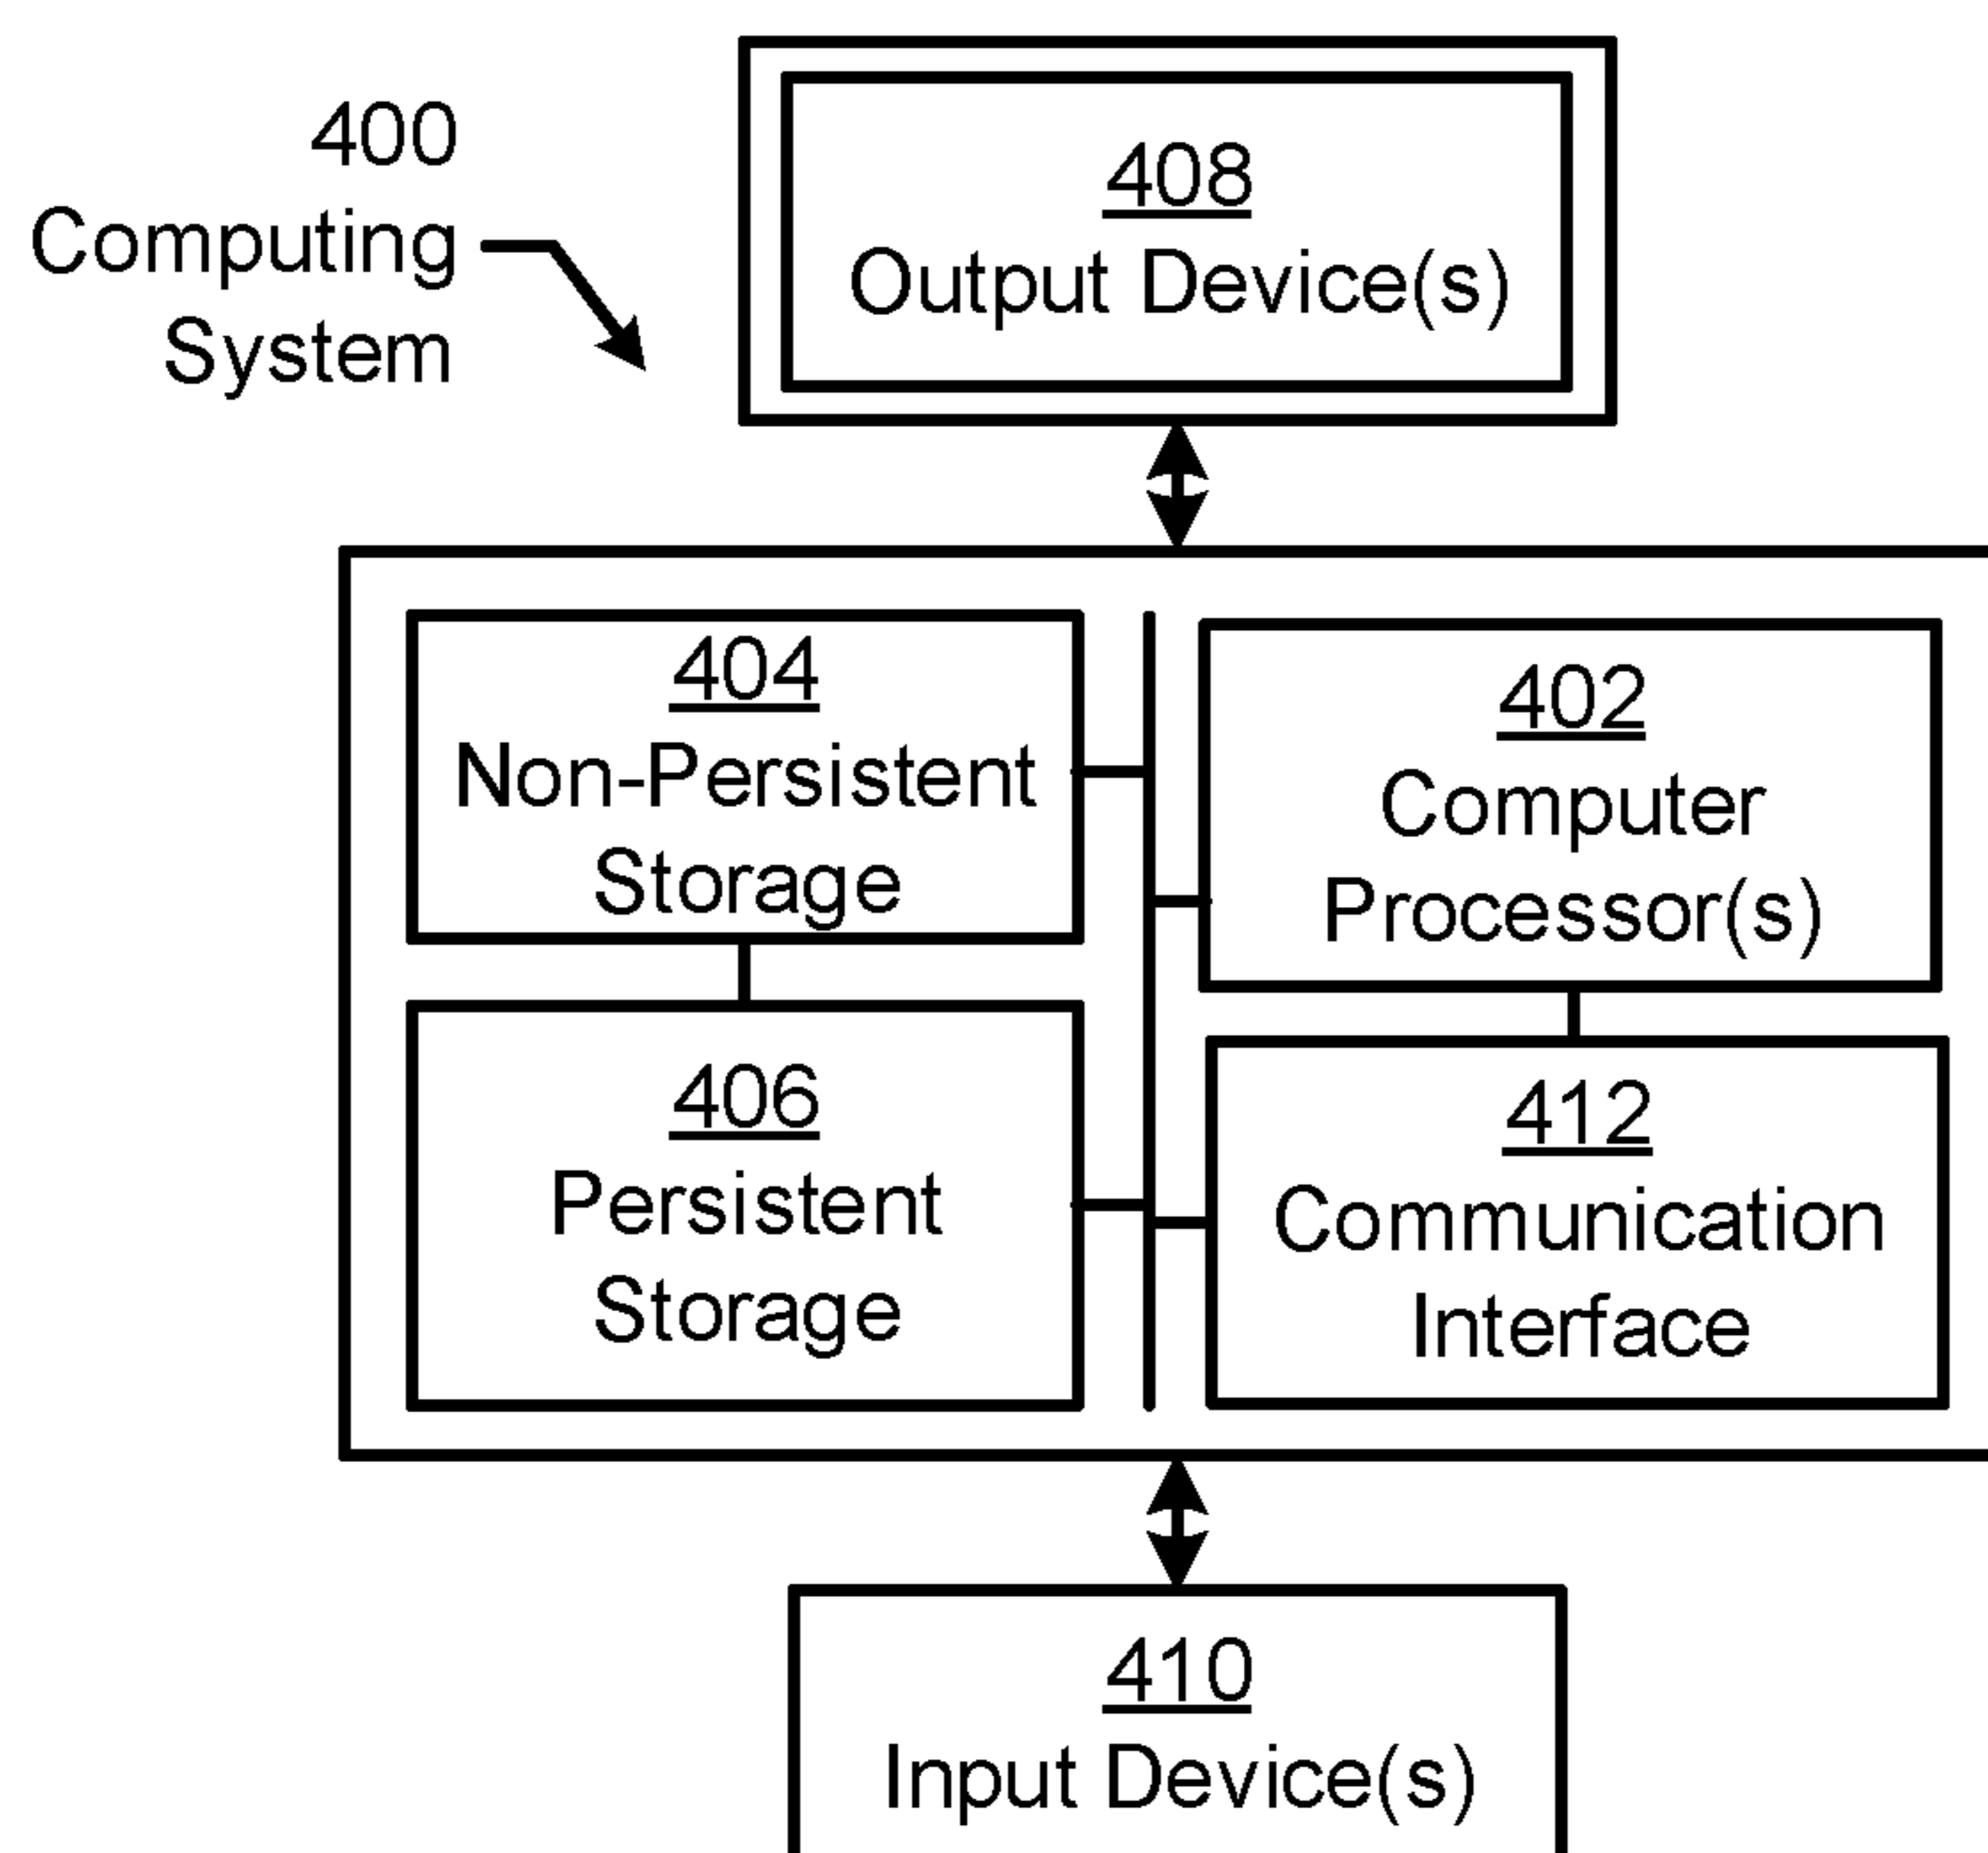 400
Computing
System
408
Output Device(s)
404
Non-Persistent
Storage
402
Computer
Processor(s)
406
Persistent
Storage
412
Communication
Interface
410
Input Device(s)